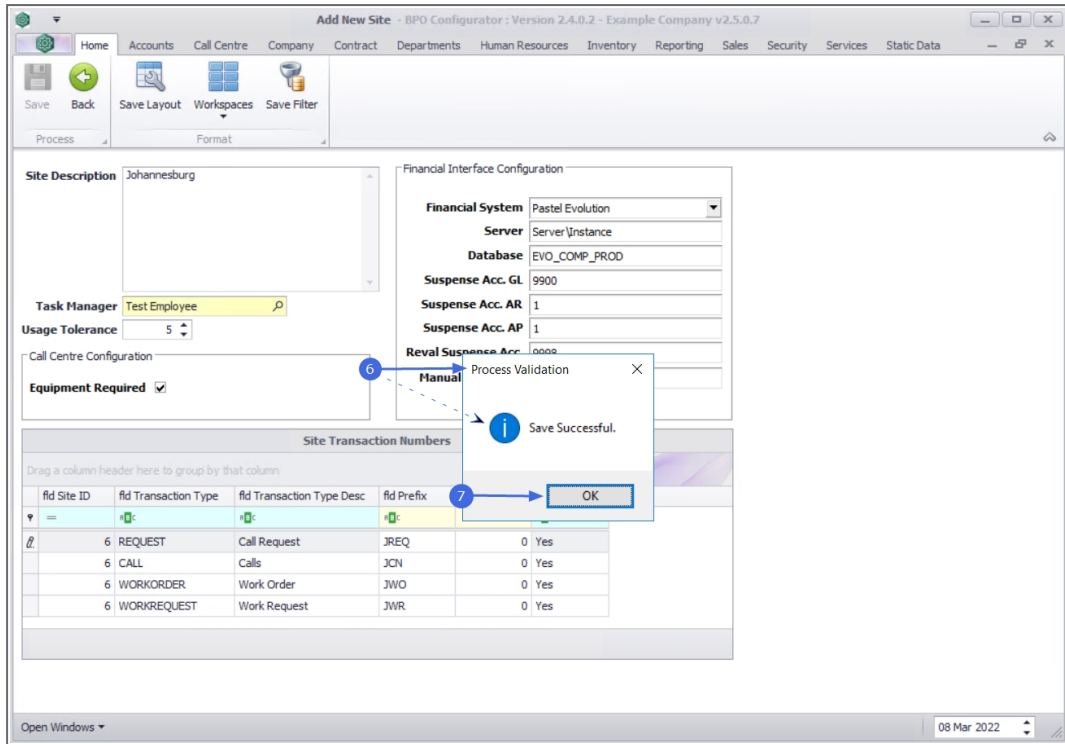 Add New Site - BPO Configurator : Version 2.4.0.2 - Example Company v2.5.0.7
Home Accounts Call Centre Company Contract Departments Human Resources Inventory Reporting Sales Security Services Static Data
Save Back Save Layout Workspaces Save Filter
Process Format
Site Description Johannesburg
Financial Interface Configuration
Financial System Pastel Evolution
Server Server\Instance
Database EVO_COMP_PROD
Suspense Acc. GL 9900
Task Manager Test Employee
Suspense Acc. AR 1
Usage Tolerance 5
Suspense Acc. AP 1
Call Centre Configuration
Reval Suspense Acc. 9998
6 Process Validation
Manual
Equipment Required
Save Successful.
Site Transaction Numbers
Drag a column header here to group by that column
7 OK
fld Site ID fld Transaction Type fld Transaction Type Desc fld Prefix
6 REQUEST Call Request JREQ 0 Yes
6 CALL Calls JCN 0 Yes
6 WORKORDER Work Order JWO 0 Yes
6 WORKREQUEST Work Request JWR 0 Yes
Open Windows 08 Mar 2022